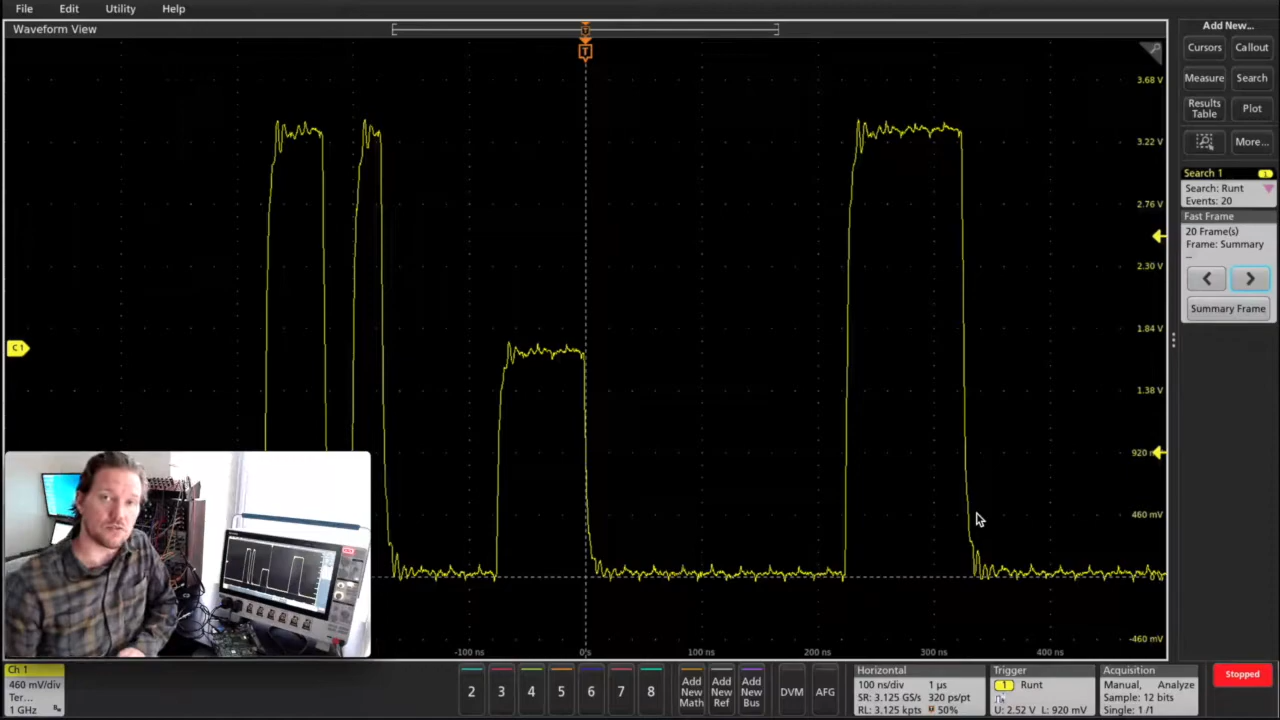 File Edit Utility Help
Waveform View
T
T
3.68 V
3.22 V
2.76 V
2.30 V
1.84 V
1.38 V
920 m
460 mV
-460 mV
C 1
-100 ns 0 s 100 ns 200 ns 300 ns 400 ns
Add New...
Cursors Callout
Measure Search
Results Table Plot
More...
Search 1 1
Search: Runt
Events: 20
Fast Frame
20 Frame(s)
Frame: Summary
...
< >
Summary Frame
Ch 1
460 mV/div
Ter...
1 GHz
2 3 4 5 6 7 8
Add New Math
Add New Ref
Add New Bus
DVM AFG
Horizontal
100 ns/div 1 µs
SR: 3.125 GS/s 320 ps/pt
RL: 3.125 kpts 50%
Trigger
1 Runt
U: 2.52 V L: 920 mV
Acquisition
Manual, Analyze
Sample: 12 bits
Single: 1 /1
Stopped